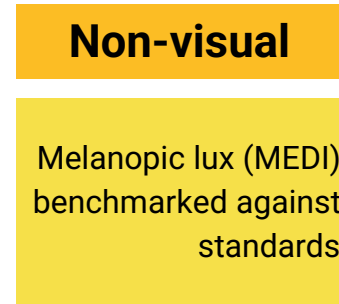 Non-visual
Melanopic lux (MEDI)
benchmarked against
standards